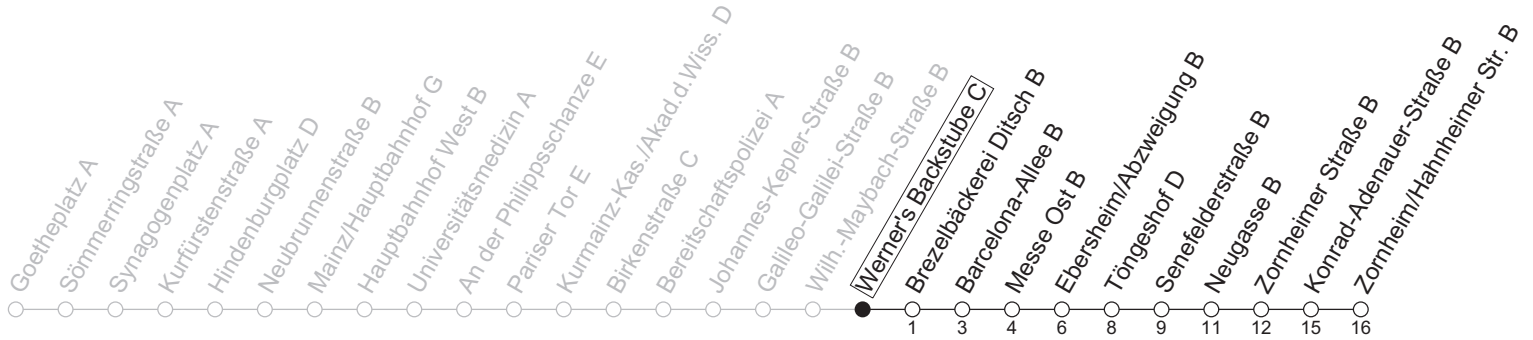 Goetheplatz A
Sömmerringstraße A
Synagogenplatz A
Kurfürstenstraße A
Hindenburgplatz D
Neubrunnenstraße B
Mainz/Hauptbahnhof G
Hauptbahnhof West B
Universitätsmedizin A
An der Philippsschanze E
Pariser Tor E
Kurmainz-Kas./Akad.d.Wiss. D
Birkenstraße C
Bereitschaftspolizei A
Johannes-Kepler-Straße B
Galileo-Galilei-Straße B
Wilh.-Maybach-Straße B
Werner's Backstube C
Brezelbäckerei Ditsch B
Barcelona-Allee B
Messe Ost B
Ebersheim/Abzweigung B
Töngeshof D
Senefelderstraße B
Neugasse B
Zornheimer Straße B
Konrad-Adenauer-Straße B
Zornheim/Hahnheimer Str. B
1 3 4 6 8 9 11 12 15 16